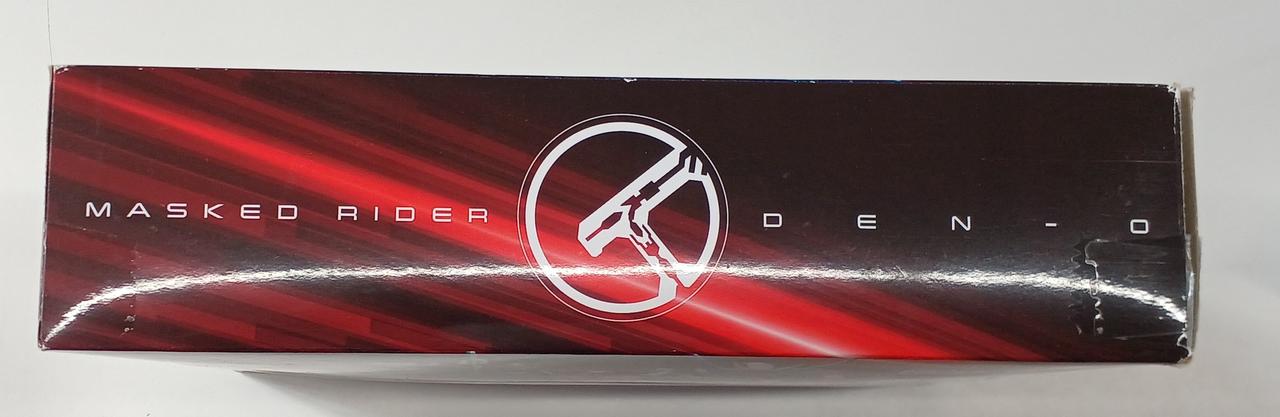 MASKED RIDER DEN-O